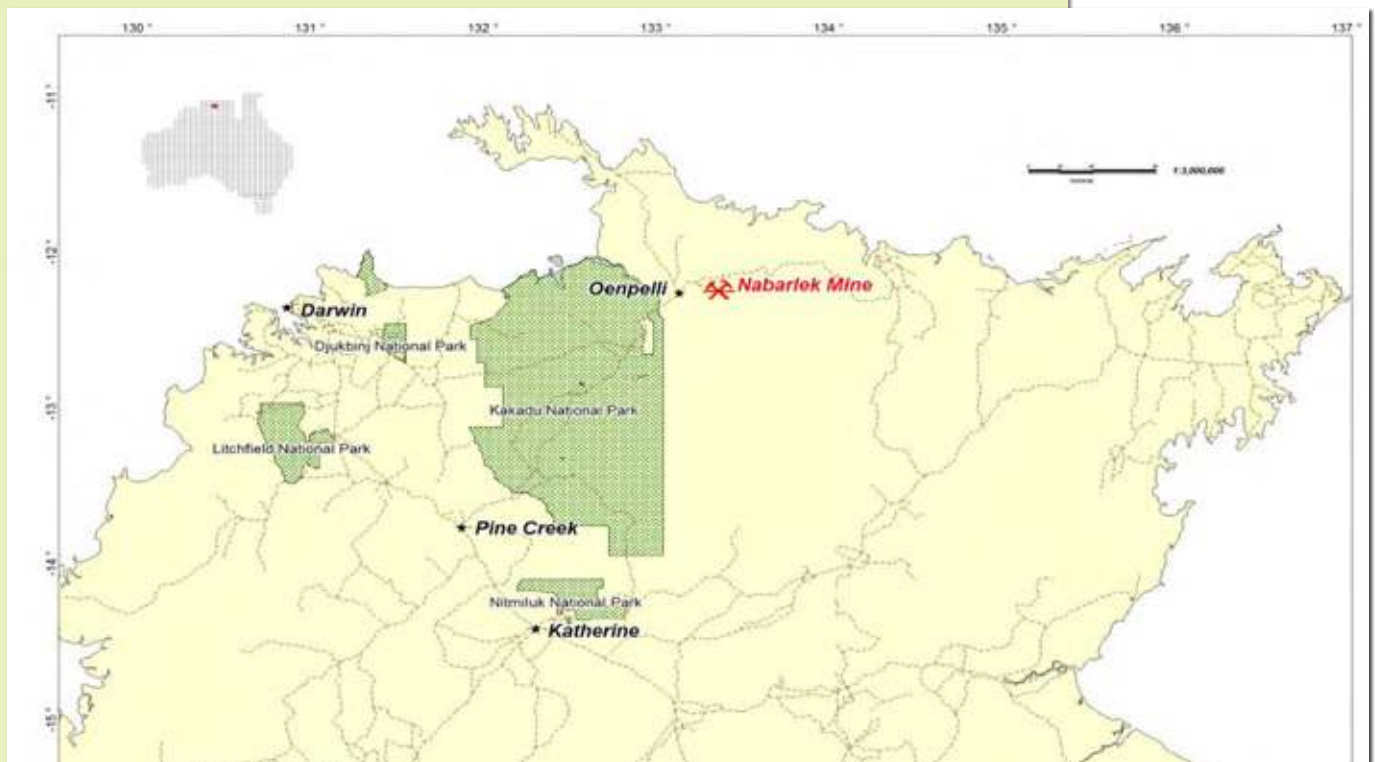 130 ° 131 ° 132 ° 133 ° 134 ° 135 ° 136 ° 137 °
-11 °
1:3,000,000
-12 °
Oenpelli Nabarlek Mine
Darwin
Djukbinj National Park
-13 °
Kakadu National Park
Litchfield National Park
Pine Creek
-14 °
Nitmiluk National Park
Katherine
-15 °